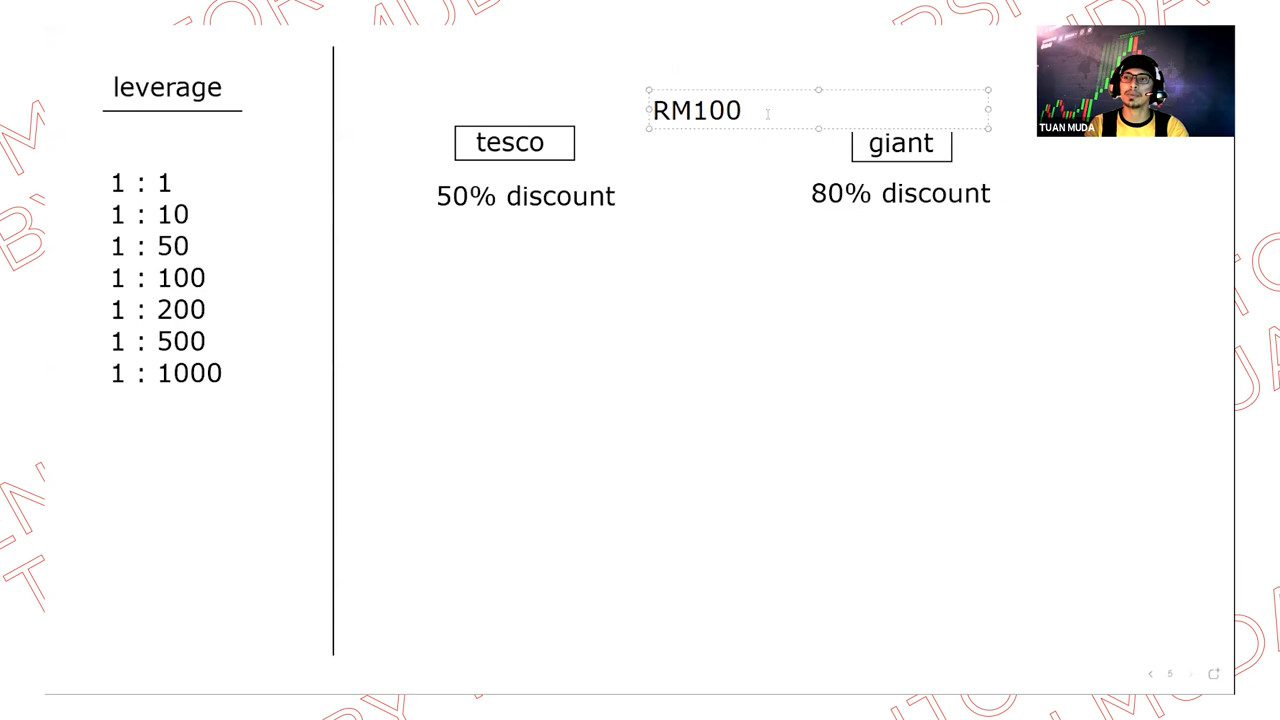 leverage
1 : 1
1 : 10
1 : 50
1 : 100
1 : 200
1 : 500
1 : 1000
RM100
tesco
50% discount
giant
80% discount
TUAN MUDA
5